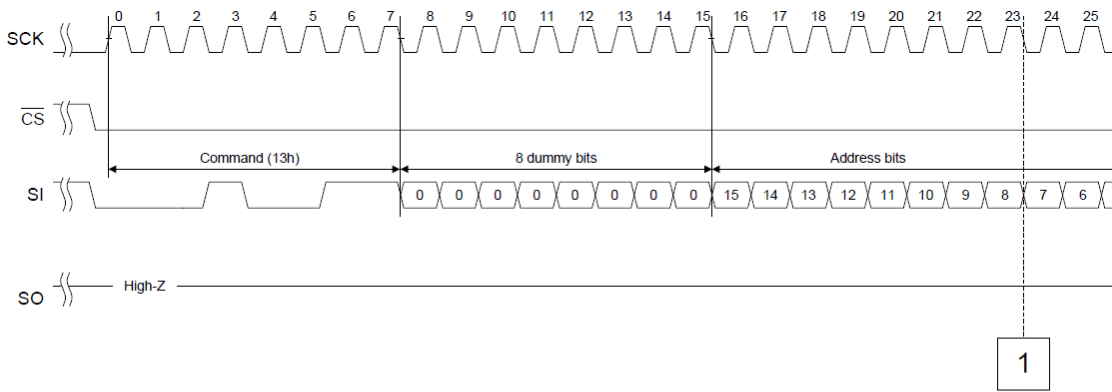 0 1 2 3 4 5 6 7 8 9 10 11 12 13 14 15 16 17 18 19 20 21 22 23 24 25
SCK
CS
Command (13h) 8 dummy bits Address bits
SI 0 0 0 0 0 0 0 0 15 14 13 12 11 10 9 8 7 6
High-Z
SO
1